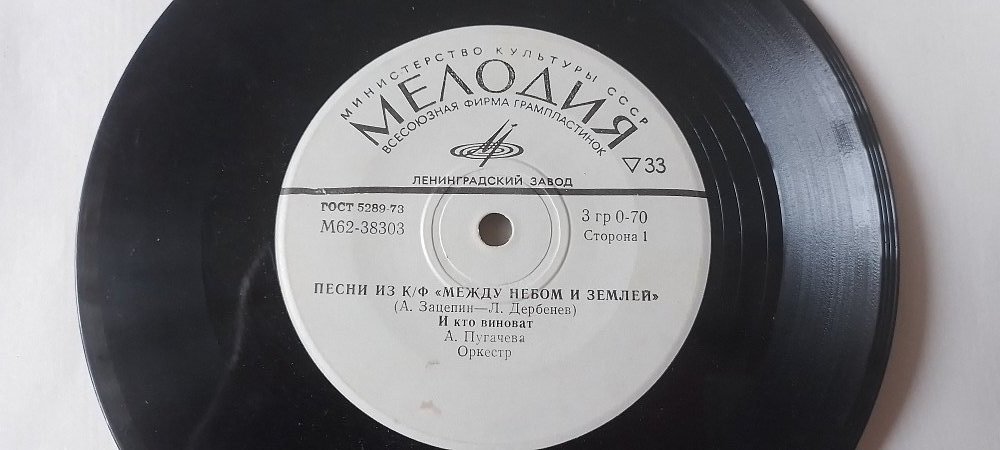 МИНИСТЕРСТВО КУЛЬТУРЫ СССР
МЕЛОДИЯ
ВСЕСОЮЗНАЯ ФИРМА ГРАМПЛАСТИНОК
▽33
ЛЕНИНГРАДСКИЙ ЗАВОД
ГОСТ 5289-73
М62-38303
3 гр 0-70
Сторона 1
ПЕСНИ ИЗ К/Ф «МЕЖДУ НЕБОМ И ЗЕМЛЕЙ»
(А. Зацепин—Л. Дербенев)
И кто виноват
А. Пугачева
Оркестр